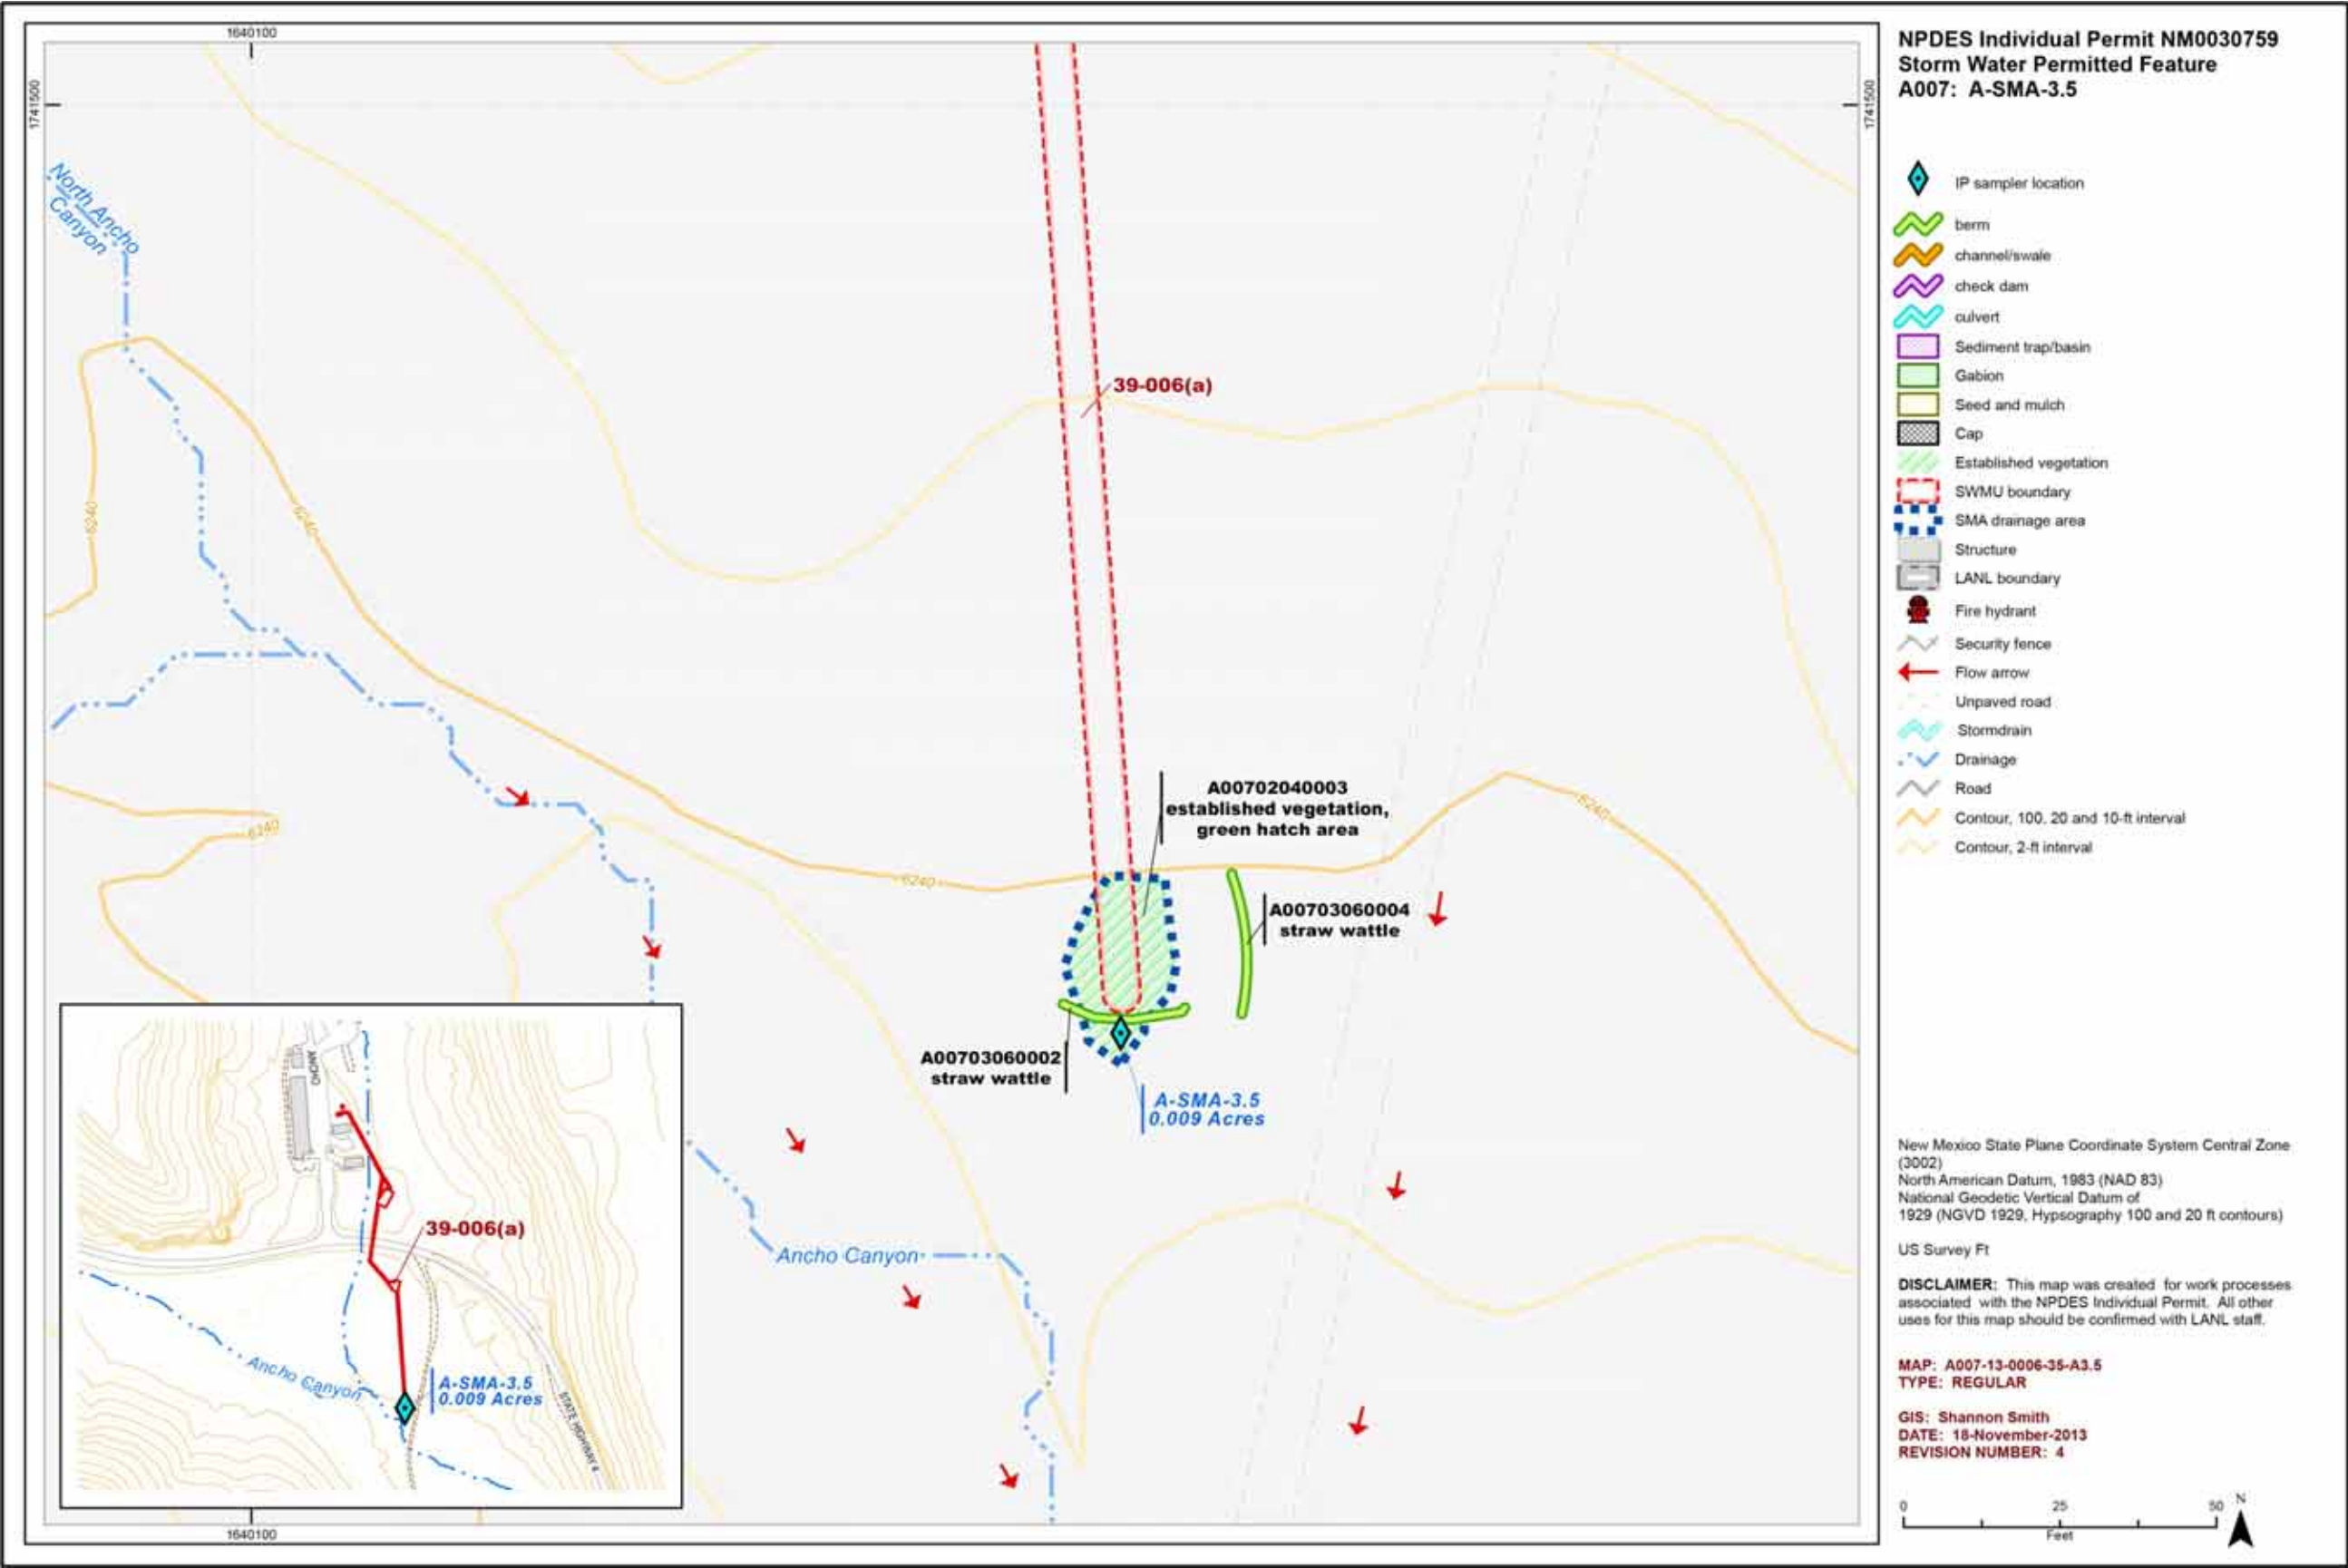 1640100
1741500
1741500
North Ancho
Canyon
6240
6240
6240
6240
6240
39-006(a)
A00702040003
established vegetation,
green hatch area
A00703060004
straw wattle
A00703060002
straw wattle
A-SMA-3.5
0.009 Acres
Ancho Canyon
ANCHO
39-006(a)
Ancho Canyon
A-SMA-3.5
0.009 Acres
STATE HIGHWAY 4
1640100
NPDES Individual Permit NM0030759
Storm Water Permitted Feature
A007: A-SMA-3.5
IP sampler location
berm
channel/swale
check dam
culvert
Sediment trap/basin
Gabion
Seed and mulch
Cap
Established vegetation
SWMU boundary
SMA drainage area
Structure
LANL boundary
Fire hydrant
Security fence
Flow arrow
Unpaved road
Stormdrain
Drainage
Road
Contour, 100, 20 and 10-ft interval
Contour, 2-ft interval
New Mexico State Plane Coordinate System Central Zone
(3002)
North American Datum, 1983 (NAD 83)
National Geodetic Vertical Datum of
1929 (NGVD 1929, Hypsography 100 and 20 ft contours)
US Survey Ft
DISCLAIMER: This map was created for work processes
associated with the NPDES Individual Permit. All other
uses for this map should be confirmed with LANL staff.
MAP: A007-13-0006-35-A3.5
TYPE: REGULAR
GIS: Shannon Smith
DATE: 18-November-2013
REVISION NUMBER: 4
0 25 50 N
Feet